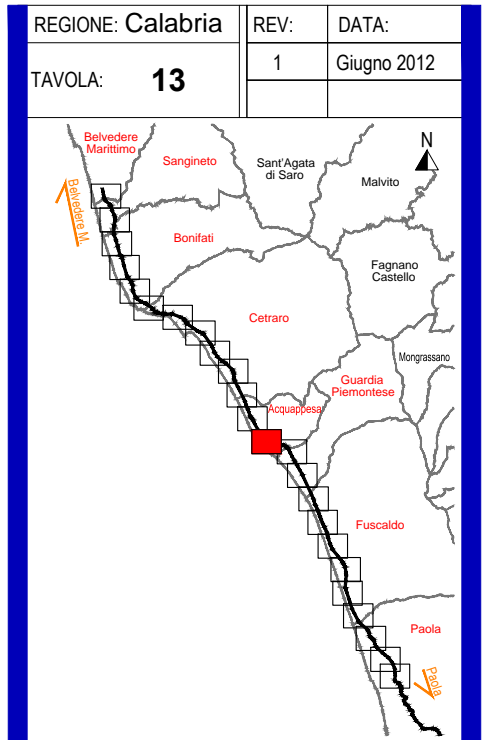 REGIONE: Calabria
REV:
DATA:
TAVOLA: 13
1
Giugno 2012
N
Belvedere
Marittimo
Sangineto
Sant'Agata
di Saro
Malvito
Belvedere M.
Bonifati
Fagnano
Castello
Cetraro
Mongrassano
Guardia
Piemontese
Acquappesa
Fuscaldo
Paola
Paola